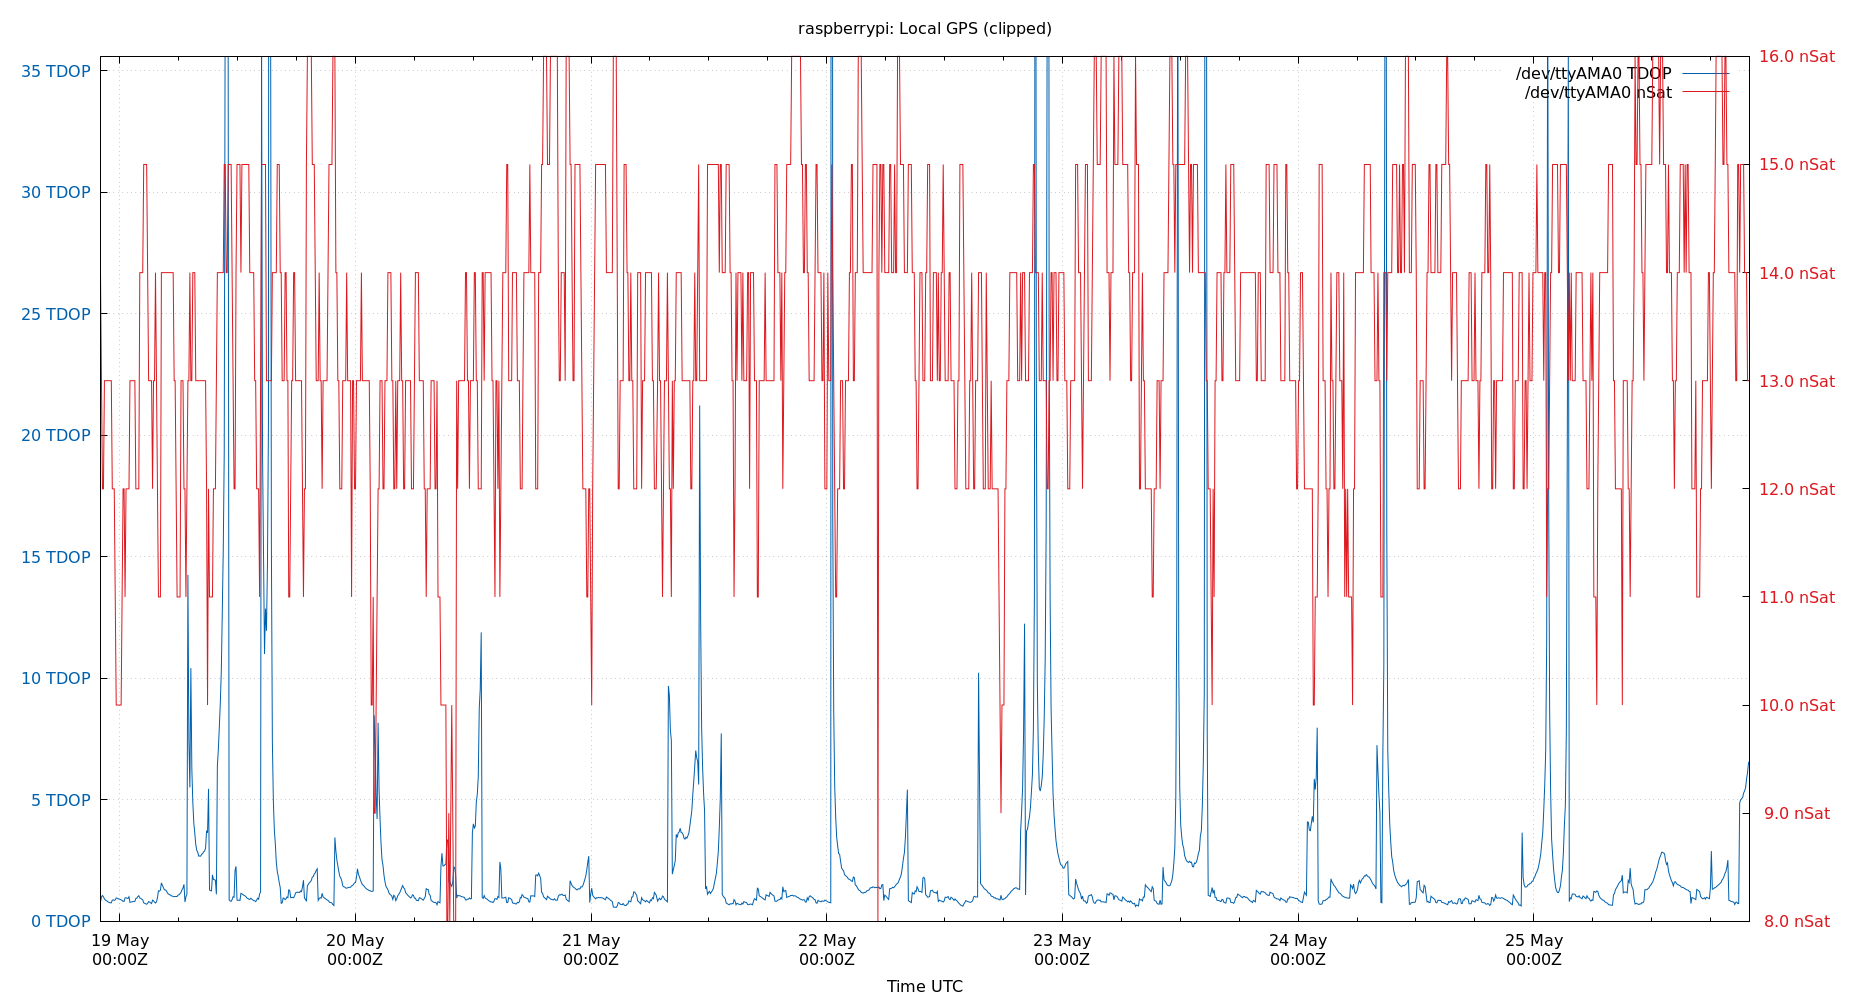 raspberrypi: Local GPS (clipped)
35 TDOP
30 TDOP
25 TDOP
20 TDOP
15 TDOP
10 TDOP
5 TDOP
0 TDOP
16.0 nSat
15.0 nSat
14.0 nSat
13.0 nSat
12.0 nSat
11.0 nSat
10.0 nSat
9.0 nSat
8.0 nSat
/dev/ttyAMA0 TDOP
/dev/ttyAMA0 nSat
19 May
00:00Z
20 May
00:00Z
21 May
00:00Z
22 May
00:00Z
23 May
00:00Z
24 May
00:00Z
25 May
00:00Z
Time UTC